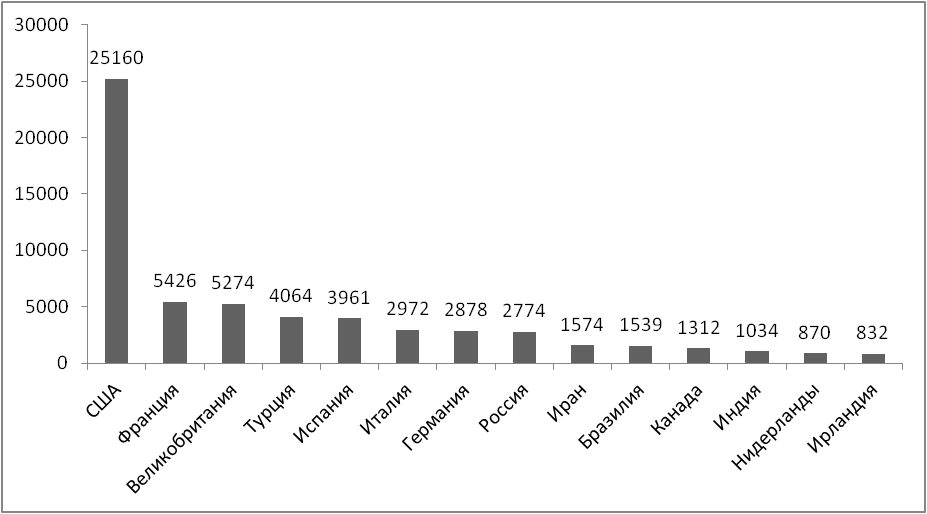 30000
25000
20000
15000
10000
5000
0
25160
5426
5274
4064
3961
2972
2878
2774
1574
1539
1312
1034
870
832
США
Франция
Великобритания
Турция
Испания
Италия
Германия
Россия
Иран
Бразилия
Канада
Индия
Нидерланды
Ирландия